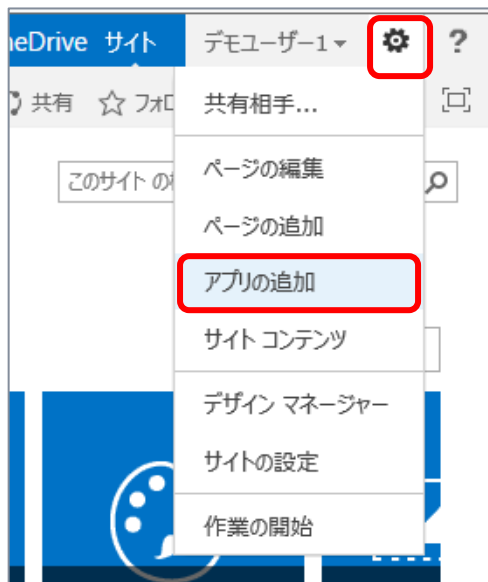 neDrive サイト デモユーザー1 ?
共有 ☆ フォロ
共有相手...
このサイト の
ページの編集
ページの追加
アプリの追加
サイト コンテンツ
デザイン マネージャー
サイトの設定
作業の開始